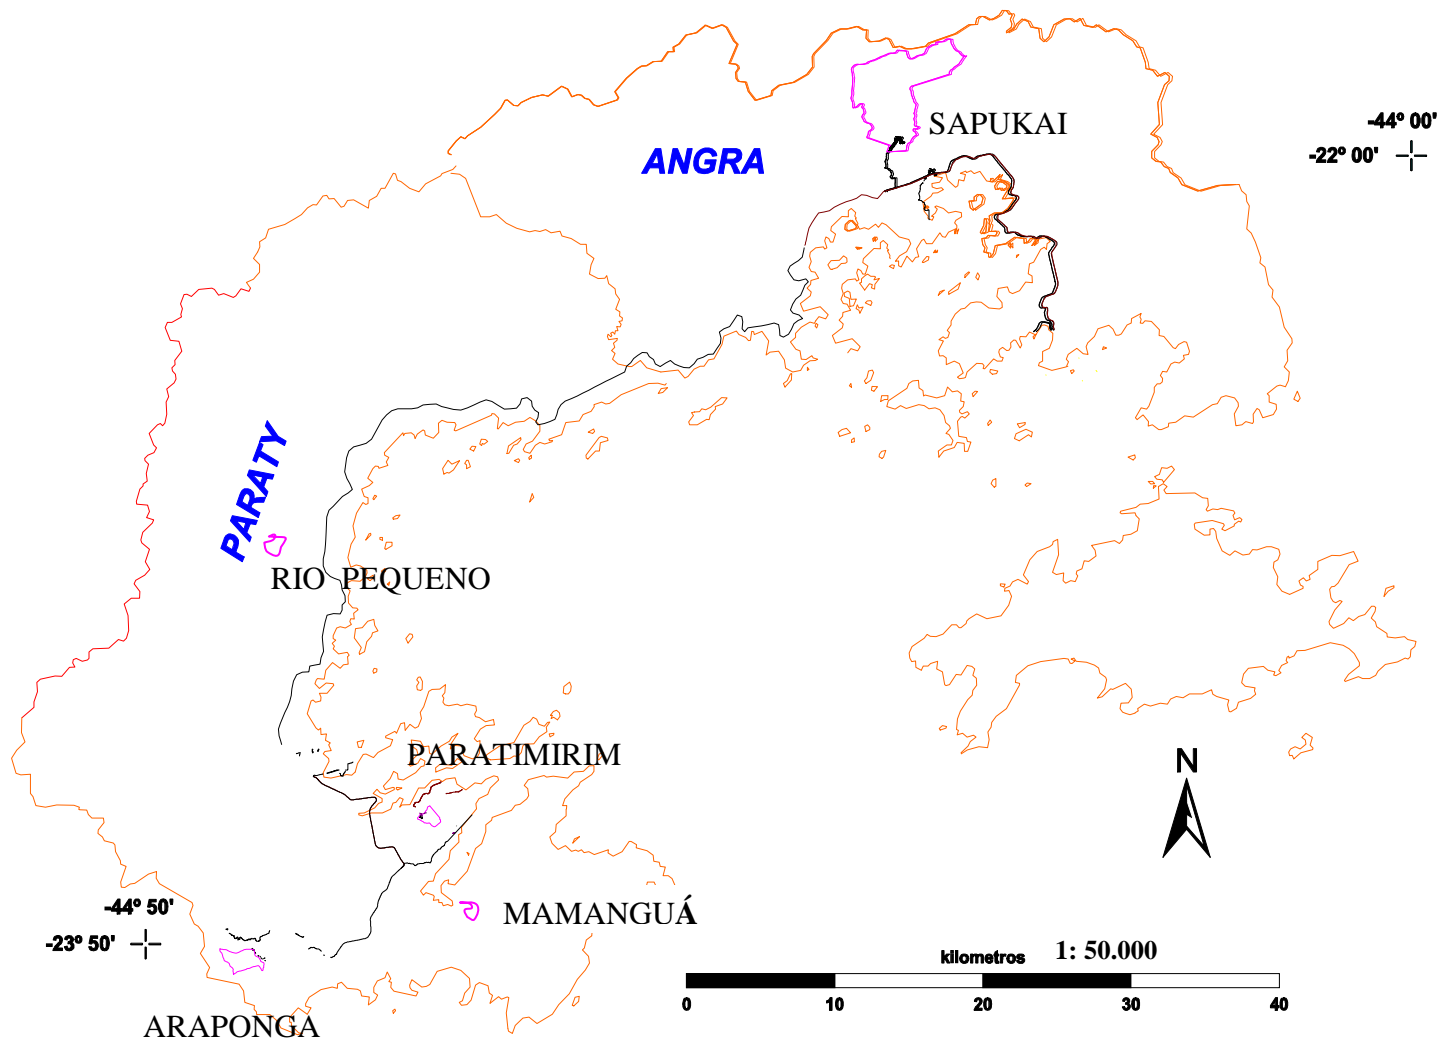 SAPUKAI
-44º 00'
-22º 00'
ANGRA
PARATY
RIO PEQUENO
PARATIMIRIM
N
-44º 50'
-23º 50'
MAMANGUÁ
kilometros 1: 50.000
0 10 20 30 40
ARAPONGA